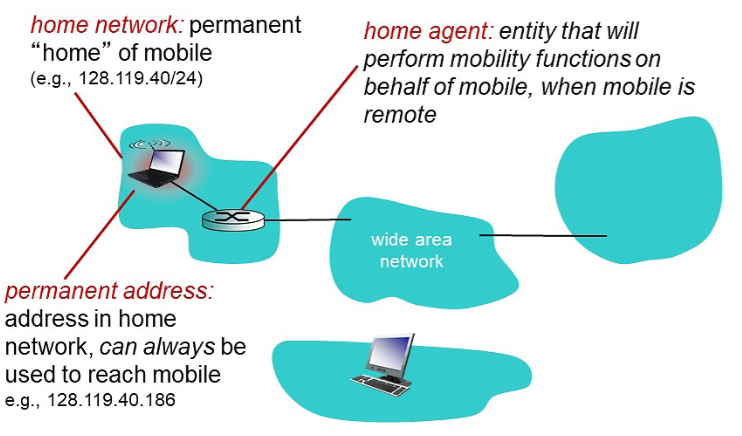 home network: permanent
“home” of mobile
(e.g., 128.119.40/24)
home agent: entity that will
perform mobility functions on
behalf of mobile, when mobile is
remote
wide area
network
permanent address:
address in home
network, can always be
used to reach mobile
e.g., 128.119.40.186